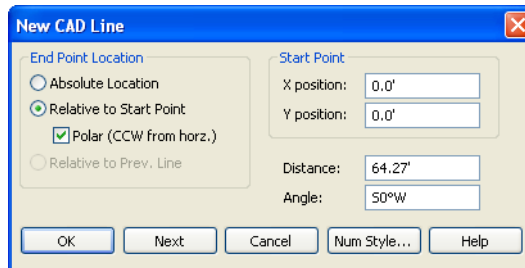 New CAD Line
End Point Location
Absolute Location
Relative to Start Point
Polar (CCW from horz.)
Relative to Prev. Line
Start Point
X position: 0.0'
Y position: 0.0'
Distance: 64.27'
Angle: S0°W
OK Next Cancel Num Style... Help